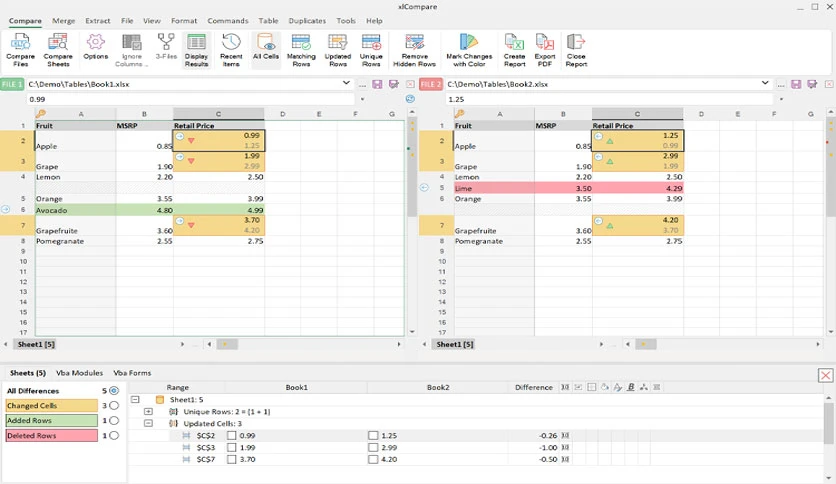 xlCompare
Compare Merge Extract File View Format Commands Table Duplicates Tools Help
Compare Files Compare Sheets Options Ignore Columns... 3-Files Display Results Recent Items All Cells Matching Rows Updated Rows Unique Rows Remove Hidden Rows Mark Changes with Color Create Report Export PDF Close Report
FILE 1 C:\Demo\Tables\Book1.xlsx ...
0.99
A B C D E F G
1 Fruit MSRP Retail Price
2 Apple 0.85 0.99 1.25
3 Grape 1.90 1.99 2.99
4 Lemon 2.20 2.50
5 Orange 3.55 3.99
6 Avocado 4.80 4.99
7 Grapefruite 3.60 3.70 4.20
8 Pomegranate 2.55 2.75
9
10
11
12
13
14
15
16
17
Sheet1 [5] ...
FILE 2 C:\Demo\Tables\Book2.xlsx ...
1.25
A B C D E F G
1 Fruit MSRP Retail Price
2 Apple 0.85 1.25 0.99
3 Grape 1.90 2.99 1.99
4 Lemon 2.20 2.50
5 Lime 3.50 4.29
6 Orange 3.55 3.99
7 Grapefruite 3.60 4.20 3.70
8 Pomegranate 2.55 2.75
9
10
11
12
13
14
15
16
17
Sheet1 [5] ...
Sheets (5) Vba Modules Vba Forms
All Differences 5
Changed Cells 3
Added Rows 1
Deleted Rows 1
Range Book1 Book2 Difference
Sheet1: 5
Unique Rows: 2 = (1 + 1)
Updated Cells: 3
$C$2 0.99 1.25 -0.26
$C$3 1.99 2.99 -1.00
$C$7 3.70 4.20 -0.50